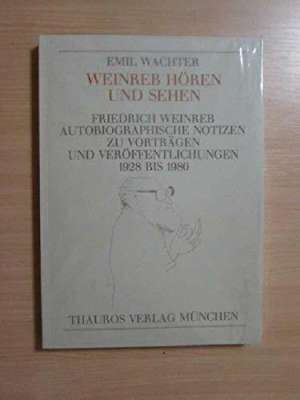 EMIL WACHTER
WEINREB HÖREN
UND SEHEN
FRIEDRICH WEINREB
AUTOBIOGRAPHISCHE NOTIZEN
ZU VORTRÄGEN
UND VERÖFFENTLICHUNGEN
1928 BIS 1980
THAUROS VERLAG MÜNCHEN